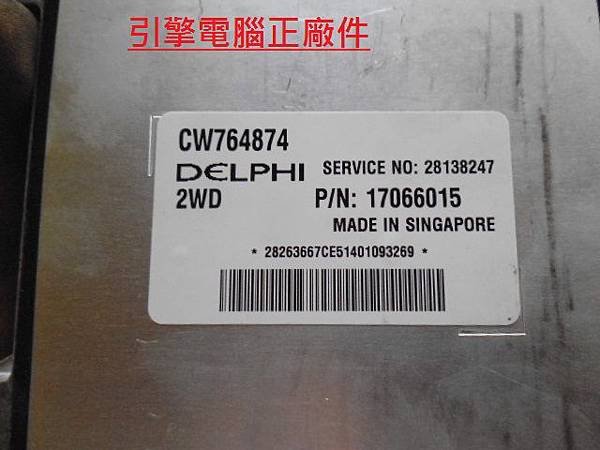 引擎電腦正廠件
CW764874
DELPHI SERVICE NO: 28138247
2WD P/N: 17066015
MADE IN SINGAPORE
* 28263667CE51401093269 *